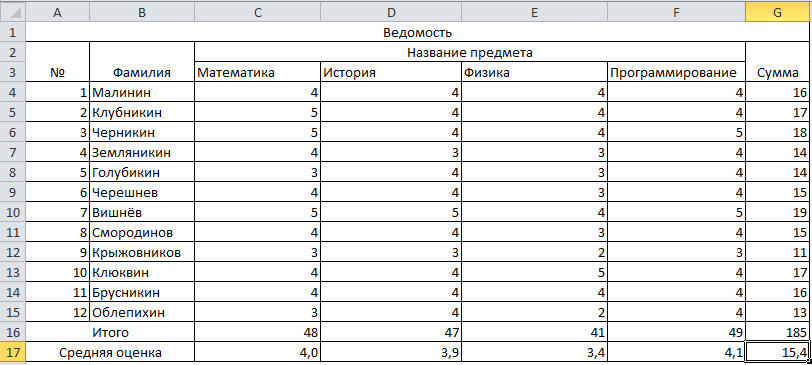 A B C D E F G
1 Ведомость
2 Название предмета
3 № Фамилия Математика История Физика Программирование Сумма
4 1 Малинин 4 4 4 4 16
5 2 Клубникин 5 4 4 4 17
6 3 Черникин 5 4 4 5 18
7 4 Земляникин 4 3 3 4 14
8 5 Голубикин 3 4 3 4 14
9 6 Черешнев 4 4 3 4 15
10 7 Вишнёв 5 5 4 5 19
11 8 Смородинов 4 4 3 4 15
12 9 Крыжовников 3 3 2 3 11
13 10 Клюквин 4 4 5 4 17
14 11 Брусникин 4 4 4 4 16
15 12 Облепихин 3 4 2 4 13
16 Итого 48 47 41 49 185
17 Средняя оценка 4,0 3,9 3,4 4,1 15,4